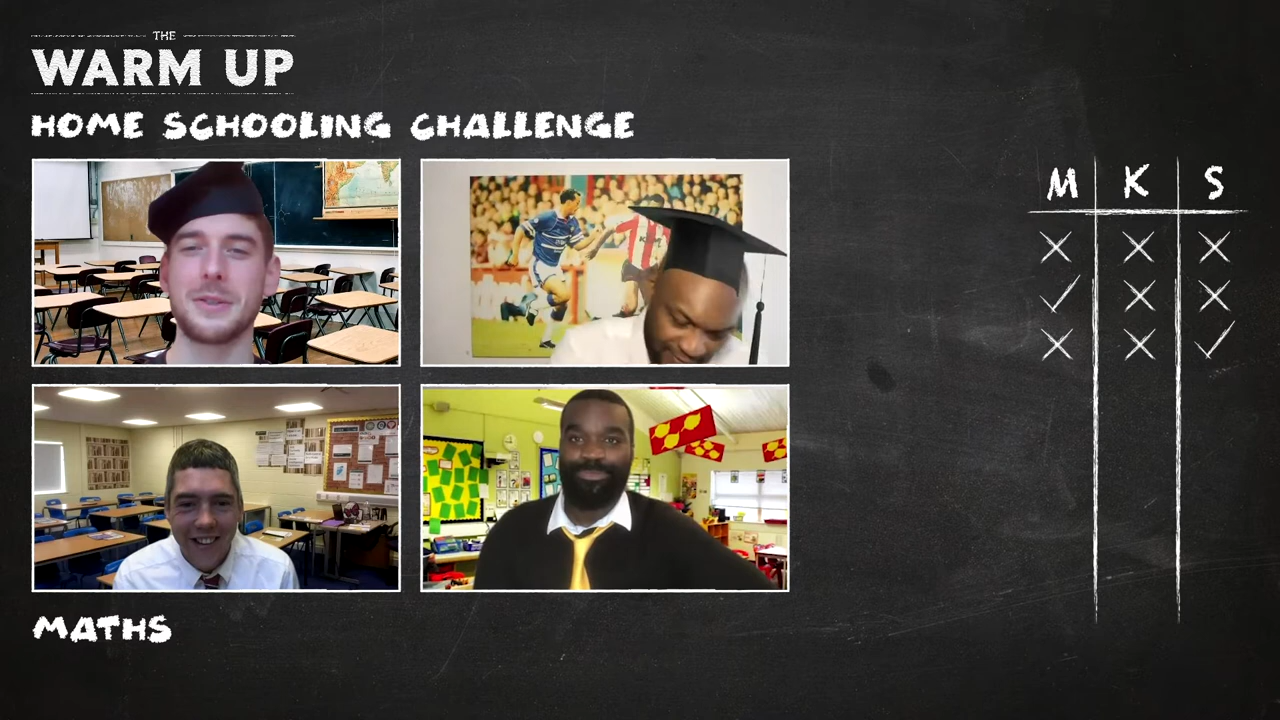 THE
WARM UP
HOME SCHOOLING CHALLENGE
M K S
MATHS